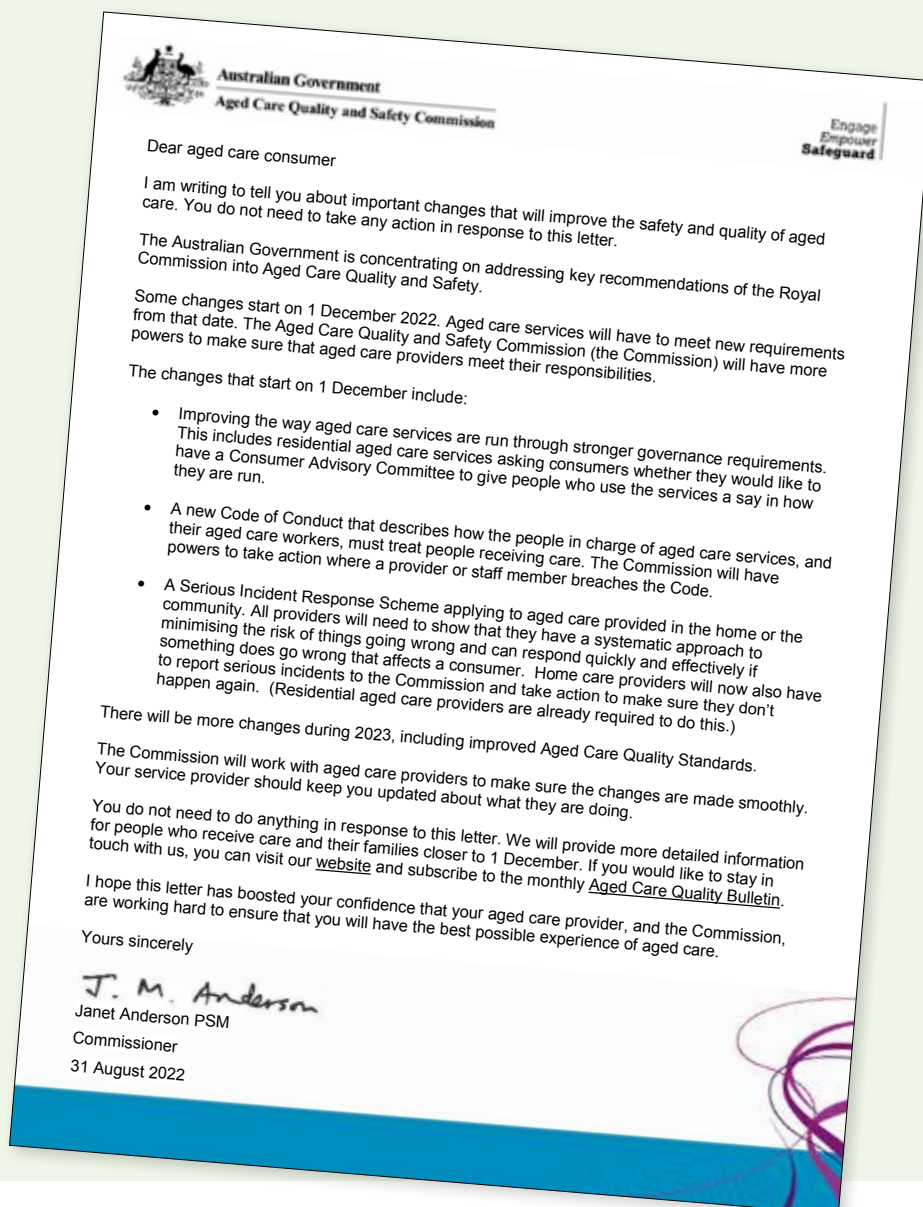 Australian Government
Aged Care Quality and Safety Commission
Engage
Empower
Safeguard
Dear aged care consumer
I am writing to tell you about important changes that will improve the safety and quality of aged
care. You do not need to take any action in response to this letter.
The Australian Government is concentrating on addressing key recommendations of the Royal
Commission into Aged Care Quality and Safety.
Some changes start on 1 December 2022. Aged care services will have to meet new requirements
from that date. The Aged Care Quality and Safety Commission (the Commission) will have more
powers to make sure that aged care providers meet their responsibilities.
The changes that start on 1 December include:
• Improving the way aged care services are run through stronger governance requirements.
This includes residential aged care services asking consumers whether they would like to
have a Consumer Advisory Committee to give people who use the services a say in how
they are run.
• A new Code of Conduct that describes how the people in charge of aged care services, and
their aged care workers, must treat people receiving care. The Commission will have
powers to take action where a provider or staff member breaches the Code.
• A Serious Incident Response Scheme applying to aged care provided in the home or the
community. All providers will need to show that they have a systematic approach to
minimising the risk of things going wrong and can respond quickly and effectively if
something does go wrong that affects a consumer.  Home care providers will now also have
to report serious incidents to the Commission and take action to make sure they don't
happen again.  (Residential aged care providers are already required to do this.)
There will be more changes during 2023, including improved Aged Care Quality Standards.
The Commission will work with aged care providers to make sure the changes are made smoothly.
Your service provider should keep you updated about what they are doing.
You do not need to do anything in response to this letter. We will provide more detailed information
for people who receive care and their families closer to 1 December. If you would like to stay in
touch with us, you can visit our website and subscribe to the monthly Aged Care Quality Bulletin.
I hope this letter has boosted your confidence that your aged care provider, and the Commission,
are working hard to ensure that you will have the best possible experience of aged care.
Yours sincerely
J. M. Anderson
Janet Anderson PSM
Commissioner
31 August 2022